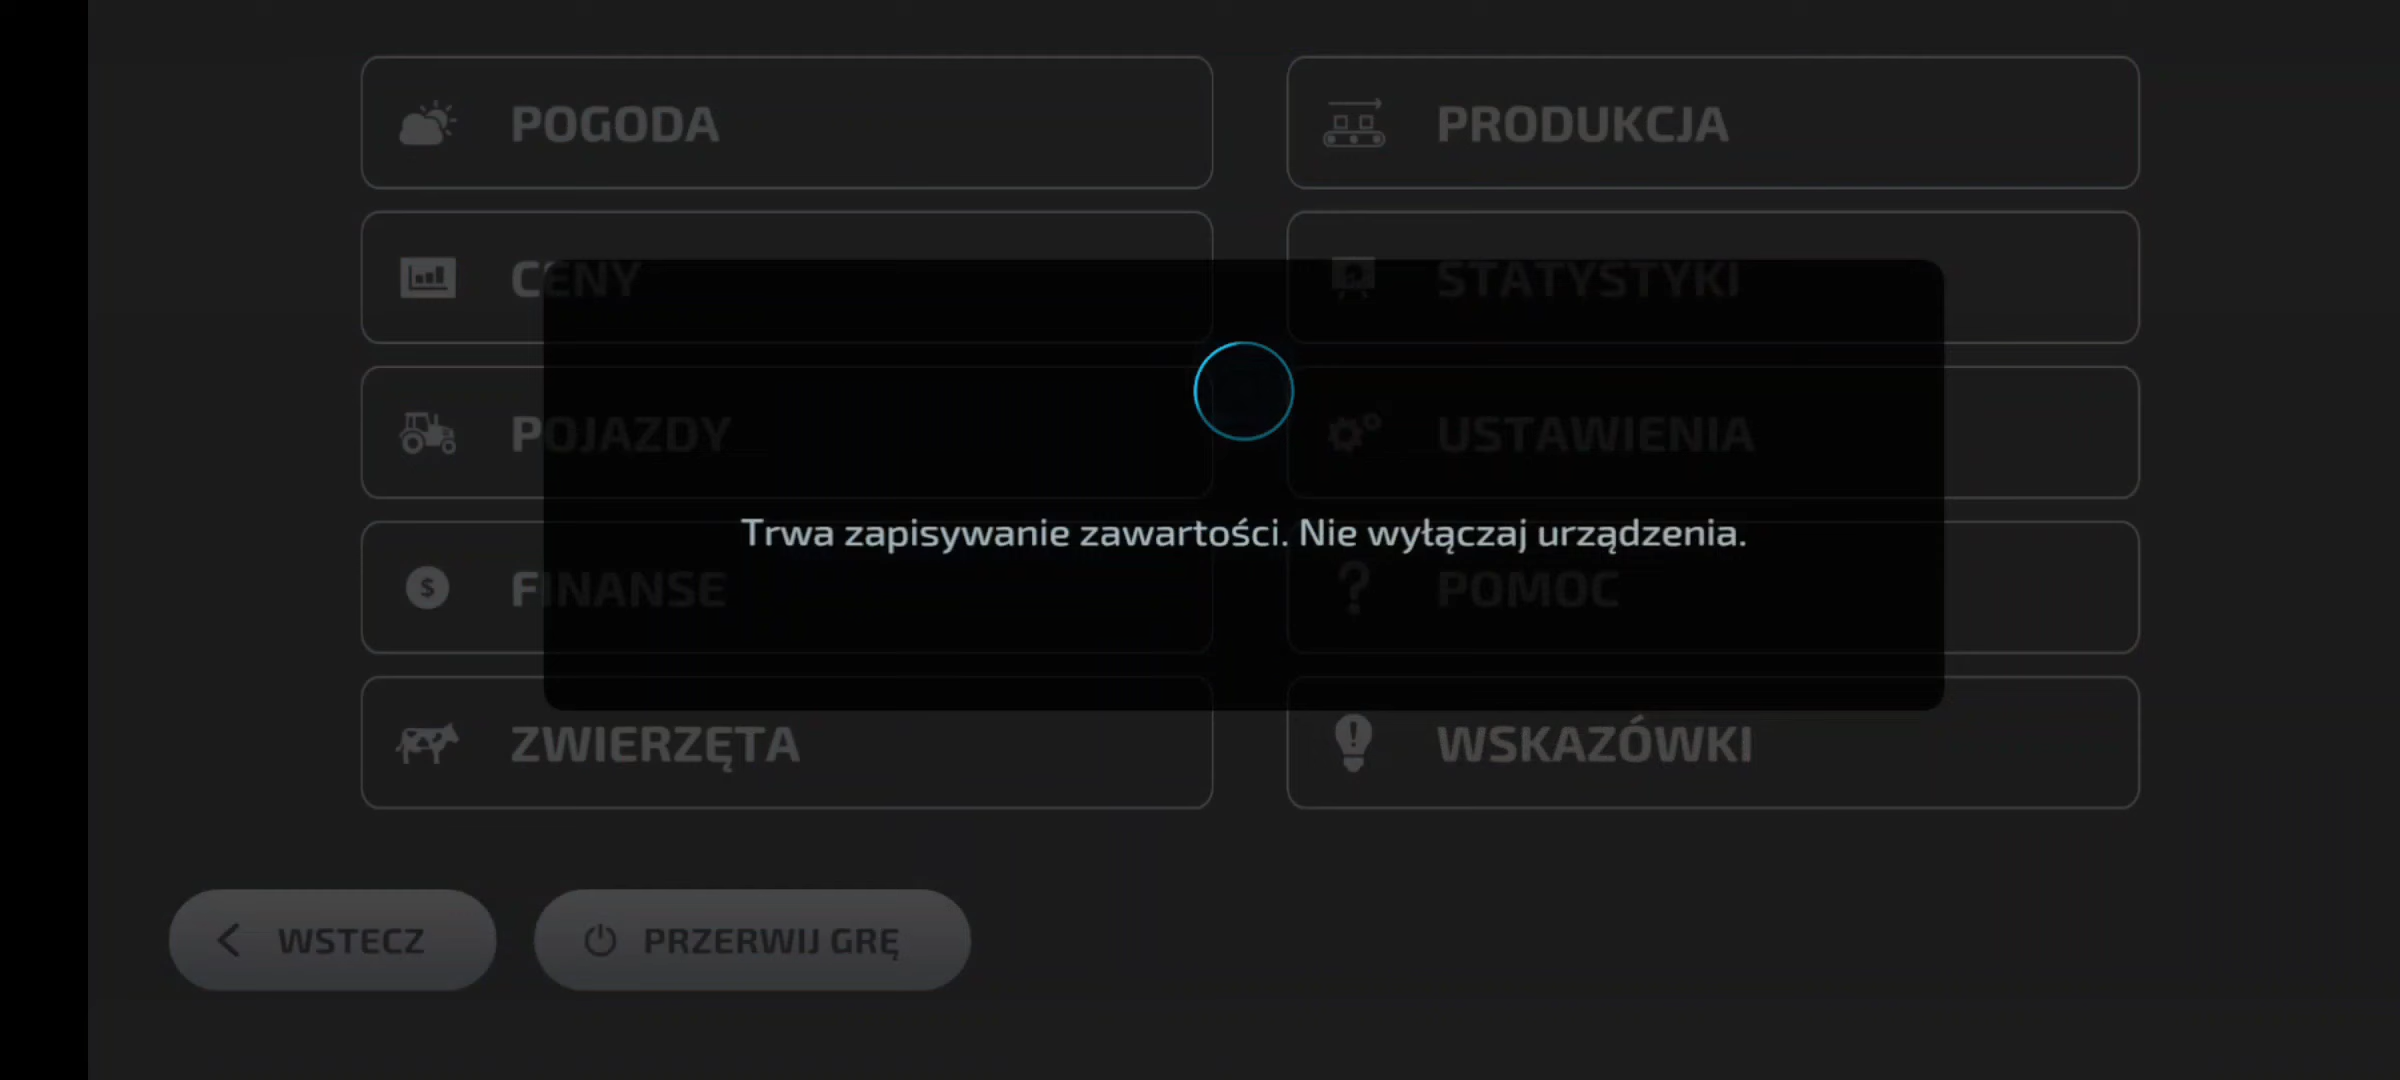 POGODA
PRODUKCJA
CENY
STATYSTYKI
POJAZDY
USTAWIENIA
Trwa zapisywanie zawartości. Nie wyłączaj urządzenia.
FINANSE
POMOC
ZWIERZĘTA
WSKAZÓWKI
WSTECZ
PRZERWIJ GRĘ